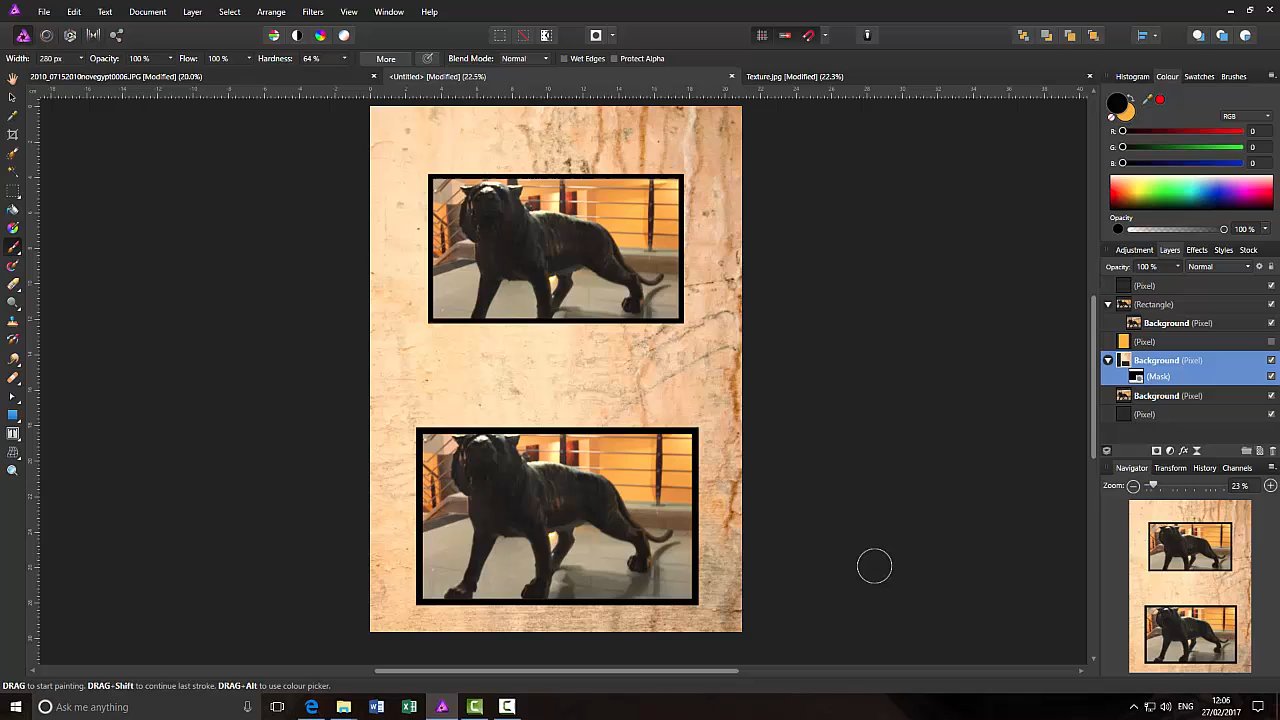 File Edit Text Document Layer Select Arrange Filters View Window Help
Width: 280 px Opacity: 100 % Flow: 100 % Hardness: 64 % More Blend Mode: Normal Wet Edges Protect Alpha
2010_07152010novegypt0006.JPG [Modified] (20.0%) <Untitled> [Modified] (22.5%) Texture.jpg [Modified] (22.3%)
Histogram Colour Swatches Brushes
RGB
R: 0
G: 0
B: 0
Opacity
100 %
Adjustment Layers Effects Styles Stock
Opacity: 100 % Normal
(Pixel)
(Rectangle)
Background (Pixel)
(Pixel)
Background (Pixel)
(Mask)
Background (Pixel)
(Pixel)
Navigator Transform History Channels
Zoom: 23 %
DRAG to start painting. DRAG+Shift to continue last stroke. DRAG+Alt to use colour picker.
Ask me anything
ENG
12:06
27/02/2017